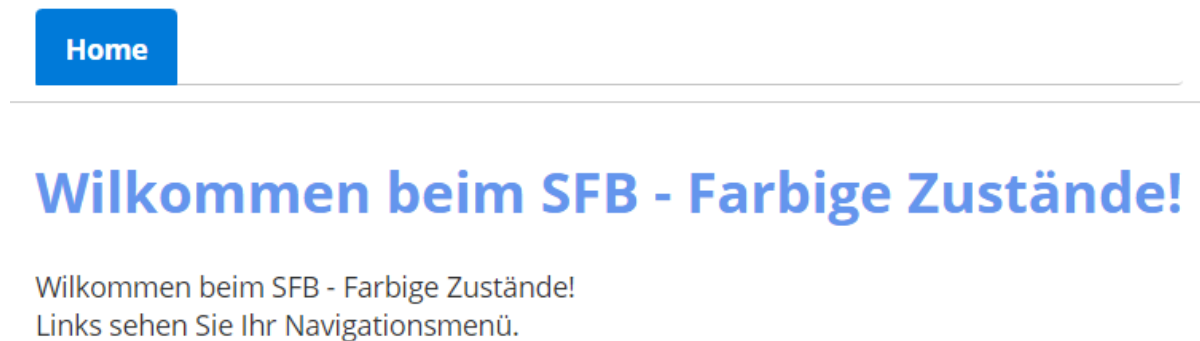 Home
Wilkommen beim SFB - Farbige Zustände!
Wilkommen beim SFB - Farbige Zustände!
Links sehen Sie Ihr Navigationsmenü.